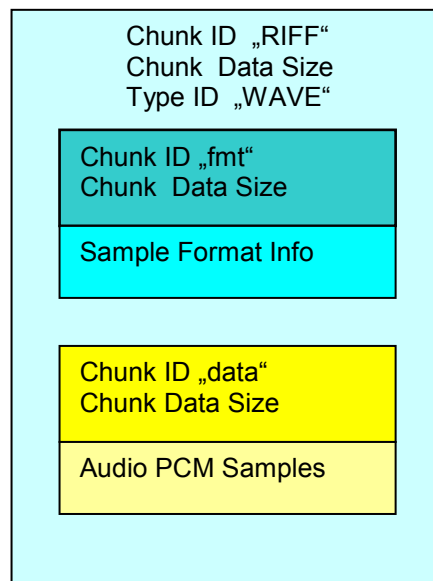 Chunk ID „RIFF“
Chunk Data Size
Type ID „WAVE“
Chunk ID „fmt“
Chunk Data Size
Sample Format Info
Chunk ID „data“
Chunk Data Size
Audio PCM Samples